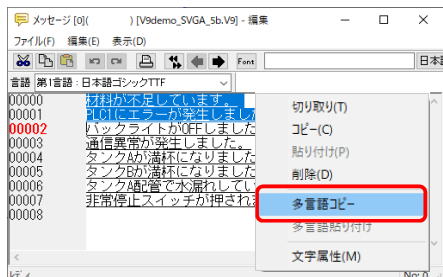 メッセージ [0](        ) [V9demo_SVGA_5b.V9] - 編集
ファイル(F) 編集(E) 表示(D)
Font 日本
言語 第1言語 : 日本語ゴシックTTF
00000 材料が不足しています。
00001 PLC1にエラーが発生しまし
00002 バックライトがOFFしました
00003 通信異常が発生しました。
00004 タンクAが満杯になりました
00005 タンクBが満杯になりました
00006 タンクA配管で水漏れしてい
00007 非常停止スイッチが押され
00008
切り取り(T)
コピー(C)
貼り付け(P)
削除(D)
多言語コピー
多言語貼り付け
文字属性(M)
レディ No: 0